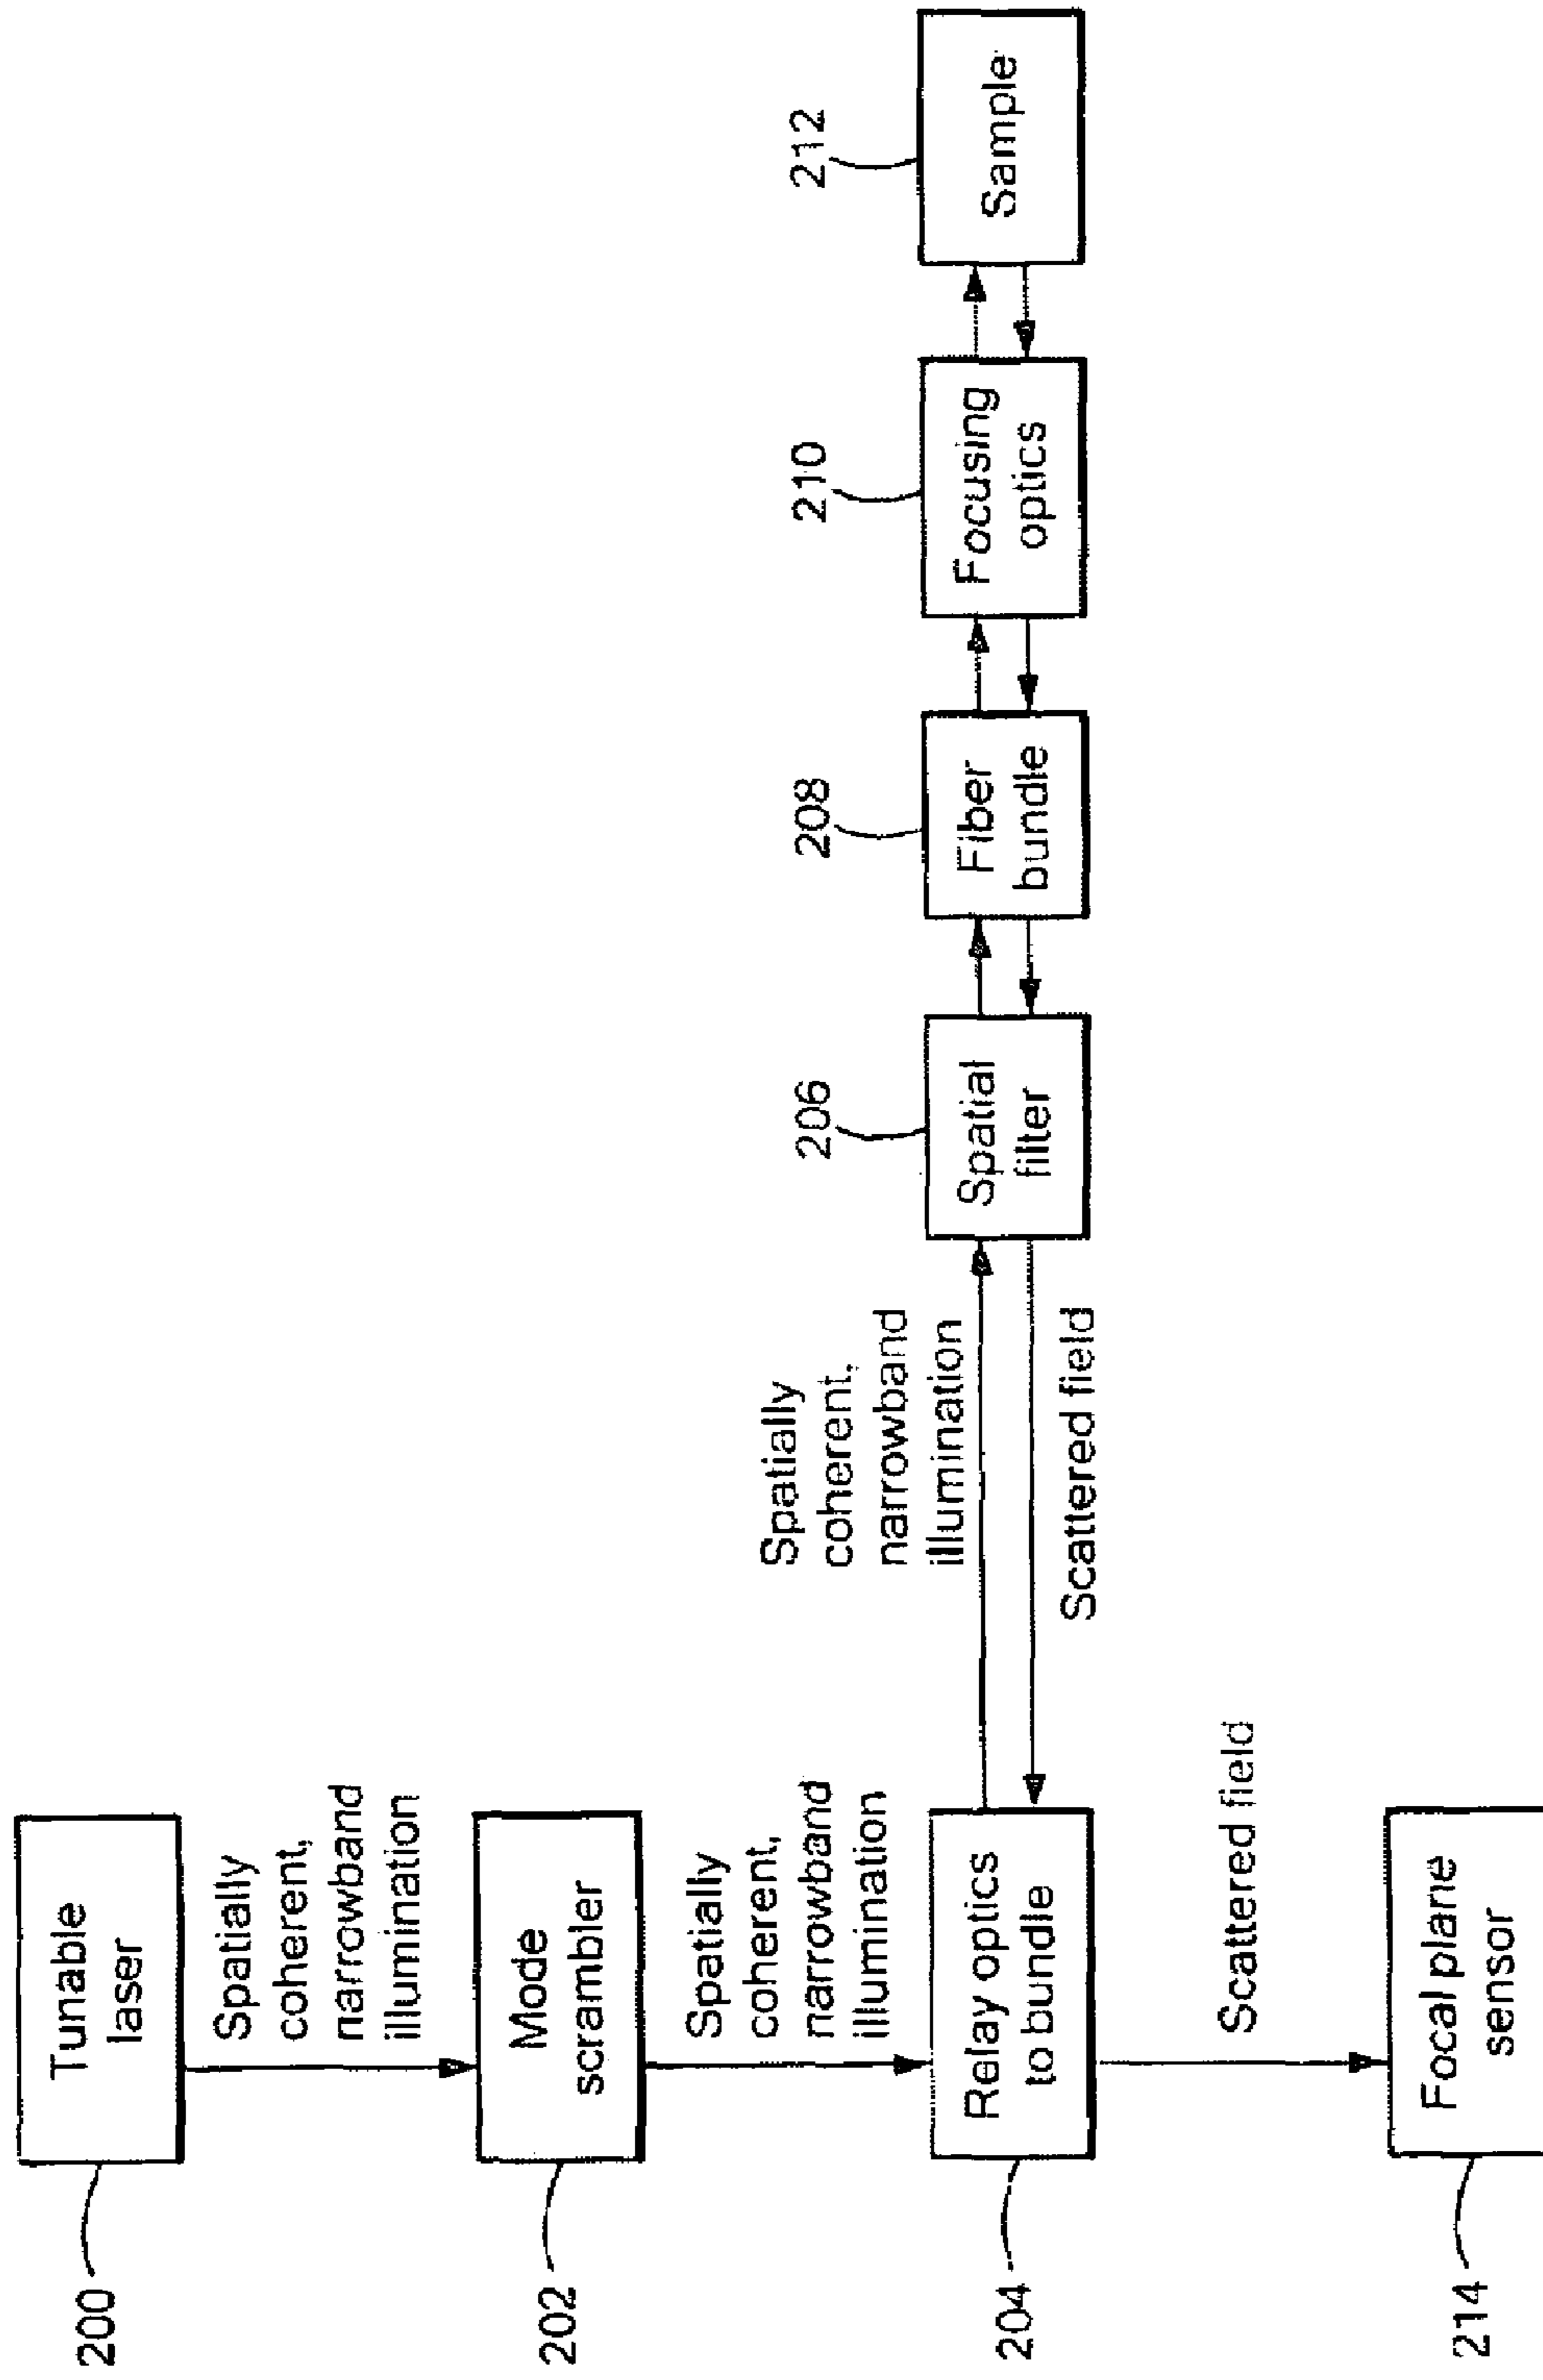 200
Tunable
laser
Spatially
coherent,
narrowband
illumination
202
Mode
scrambler
Spatially
coherent,
narrowband
illumination
204
Relay optics
to bundle
Spatially
coherent,
narrowband
illumination
Scattered field
206
Spatial
filter
208
Fiber
bundle
210
Focusing
optics
212
Sample
Scattered field
214
Focal plane
sensor